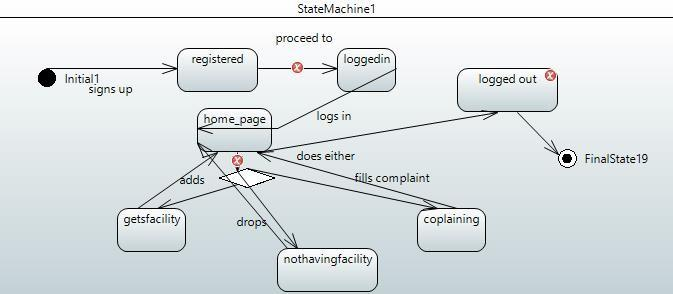 StateMachine1
proceed to
registered
loggedin
logged out
Initial1
signs up
home_page
logs in
does either
FinalState19
adds
fills complaint
getsfacility
drops
coplaining
nothavingfacility